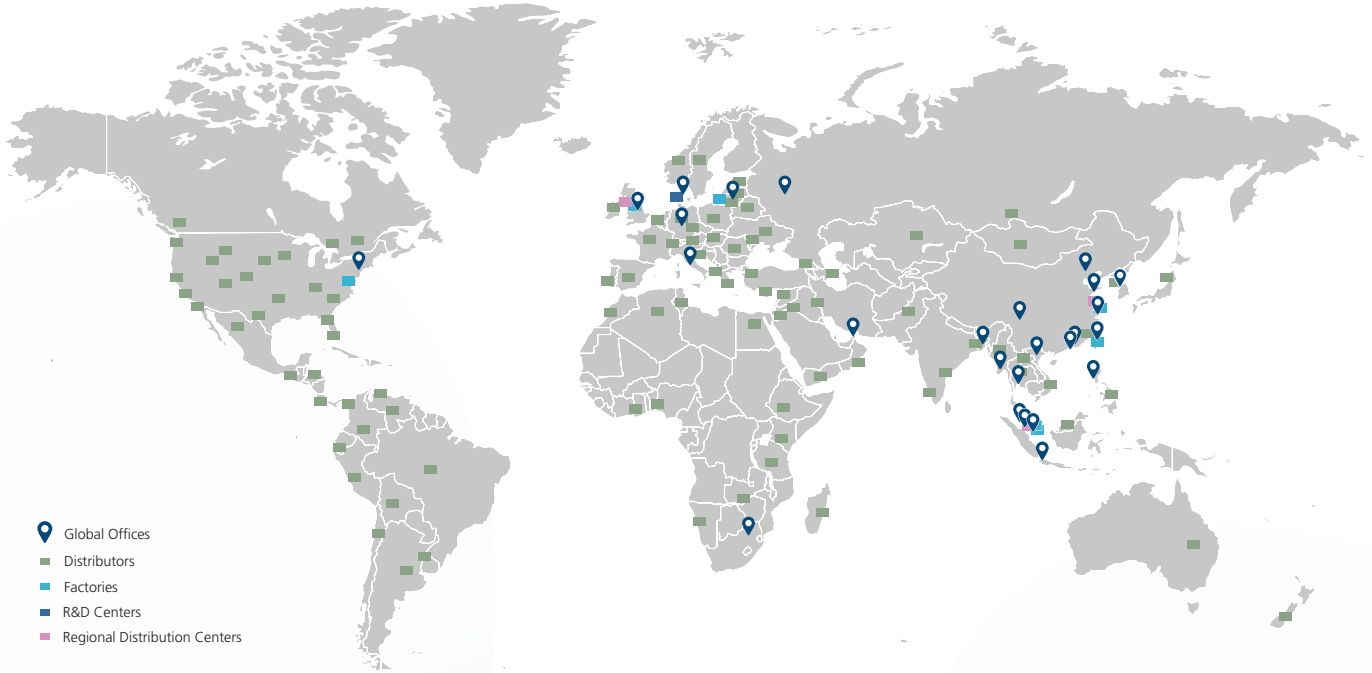 Global Offices
Distributors
Factories
R&D Centers
Regional Distribution Centers